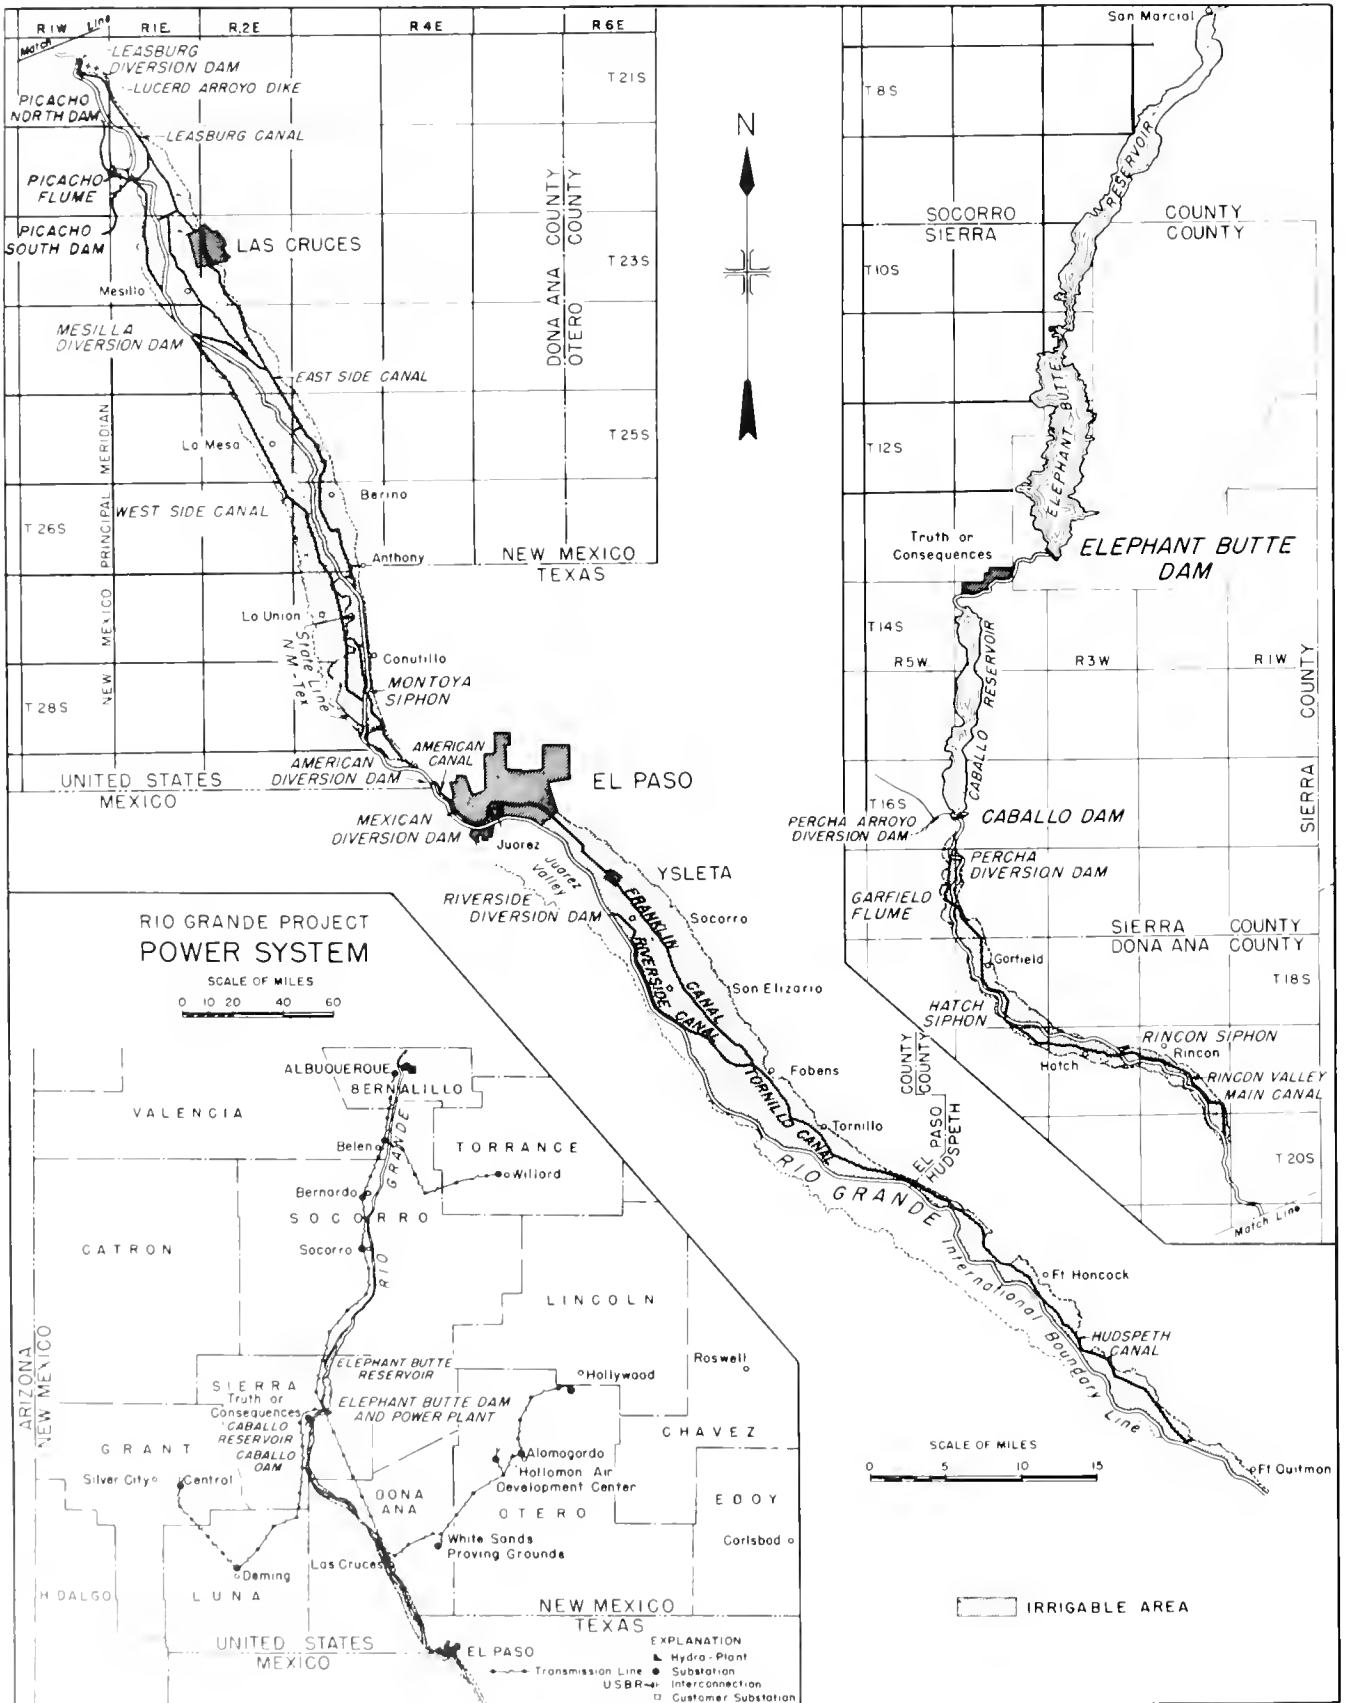 R1W
R1E
R.2E
R4E
R6E
Match Line
LEASBURG
DIVERSION DAM
LUCERD ARROYO DIKE
T21S
PICACHO
NORTH DAM
LEASBURG CANAL
PICACHO
FLUME
PICACHO
SOUTH DAM
LAS CRUCES
DONA ANA COUNTY
OTERO COUNTY
T23S
Mesilla
MESILLA
DIVERSION DAM
EAST SIDE CANAL
NEW MEXICO PRINCIPAL MERIDIAN
La Mesa
T25S
Berino
WEST SIDE CANAL
T26S
Anthony
NEW MEXICO
TEXAS
La Union
State Line
N.M.-Tex
Canutillo
MONTOYA
SIPHON
T28S
AMERICAN
CANAL
AMERICAN
DIVERSION DAM
UNITED STATES
MEXICO
EL PASO
MEXICAN
DIVERSION DAM
Juarez
Juarez
Valley
YSLETA
RIVERSIDE
DIVERSION DAM
Socorro
FRANKLIN CANAL
RIVERSIDE CANAL
San Elizario
Fabens
TORNILLO CANAL
Tornillo
EL PASO COUNTY
HUDSPETH COUNTY
RIO GRANDE
International Boundary Line
Ft Hancock
HUDSPETH
CANAL
Ft Quitman
SCALE OF MILES
0 5 10 15
IRRIGABLE AREA
N
San Marcial
T8S
RESERVOIR
SOCORRO COUNTY
SIERRA COUNTY
T10S
ELEPHANT BUTTE
T12S
Truth or
Consequences
ELEPHANT BUTTE
DAM
T14S
R5W
R3W
R1W
CABALLO RESERVOIR
SIERRA COUNTY
T16S
PERCHA ARROYO
DIVERSION DAM
CABALLO DAM
PERCHA
DIVERSION DAM
GARFIELD
FLUME
SIERRA COUNTY
DONA ANA COUNTY
Garfield
T18S
HATCH
SIPHON
RINCON SIPHON
Rincon
Hatch
RINCON VALLEY
MAIN CANAL
T20S
Match Line
RIO GRANDE PROJECT
POWER SYSTEM
SCALE OF MILES
0 10 20 40 60
ALBUQUERQUE
BERNALILLO
VALENCIA
Belen
TORRANCE
Willard
Bernardo
SOCORRO
CATRON
Socorro
RIO GRANDE
LINCOLN
ARIZONA
NEW MEXICO
ELEPHANT BUTTE
RESERVOIR
Hollywood
Roswell
SIERRA
Truth or
Consequences
ELEPHANT BUTTE DAM
AND POWER PLANT
CABALLO
RESERVOIR
CABALLO
DAM
CHAVEZ
GRANT
Silver City
Central
Alomogordo
Holloman Air
Development Center
DONA
ANA
OTERO
EDDY
Carlsbad
White Sands
Proving Grounds
Las Cruces
Deming
HIDALGO
LUNA
NEW MEXICO
TEXAS
UNITED STATES
MEXICO
EL PASO
EXPLANATION
Hydro-Plant
Transmission Line
Substation
USBR
Interconnection
Customer Substation